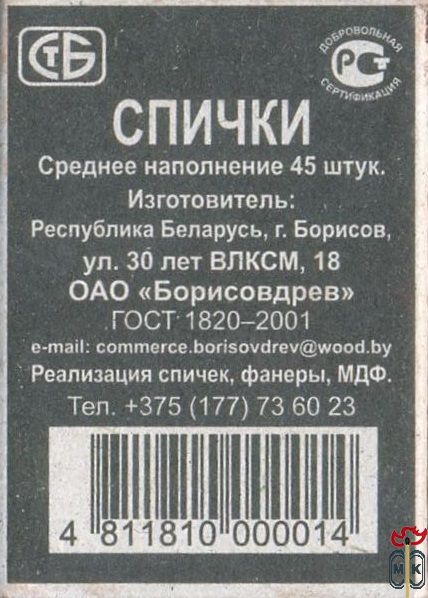 СТБ
ДОБРОВОЛЬНАЯ
РСТ
СЕРТИФИКАЦИЯ
СПИЧКИ
Среднее наполнение 45 штук.
Изготовитель:
Республика Беларусь, г. Борисов,
ул. 30 лет ВЛКСМ, 18
ОАО «Борисовдрев»
ГОСТ 1820–2001
e-mail: commerce.borisovdrev@wood.by
Реализация спичек, фанеры, МДФ.
Тел. +375 (177) 73 60 23
4 811810 000014
МК